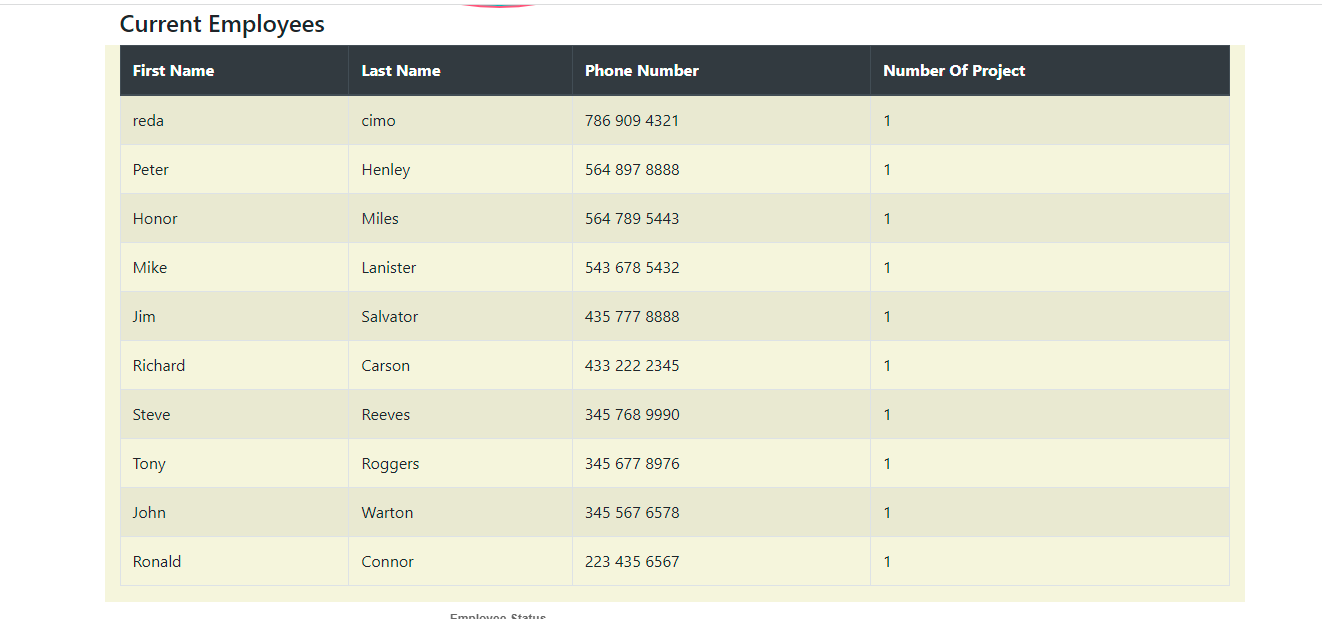 Current Employees
First Name Last Name Phone Number Number Of Project
reda cimo 786 909 4321 1
Peter Henley 564 897 8888 1
Honor Miles 564 789 5443 1
Mike Lanister 543 678 5432 1
Jim Salvator 435 777 8888 1
Richard Carson 433 222 2345 1
Steve Reeves 345 768 9990 1
Tony Roggers 345 677 8976 1
John Warton 345 567 6578 1
Ronald Connor 223 435 6567 1
Employee Status